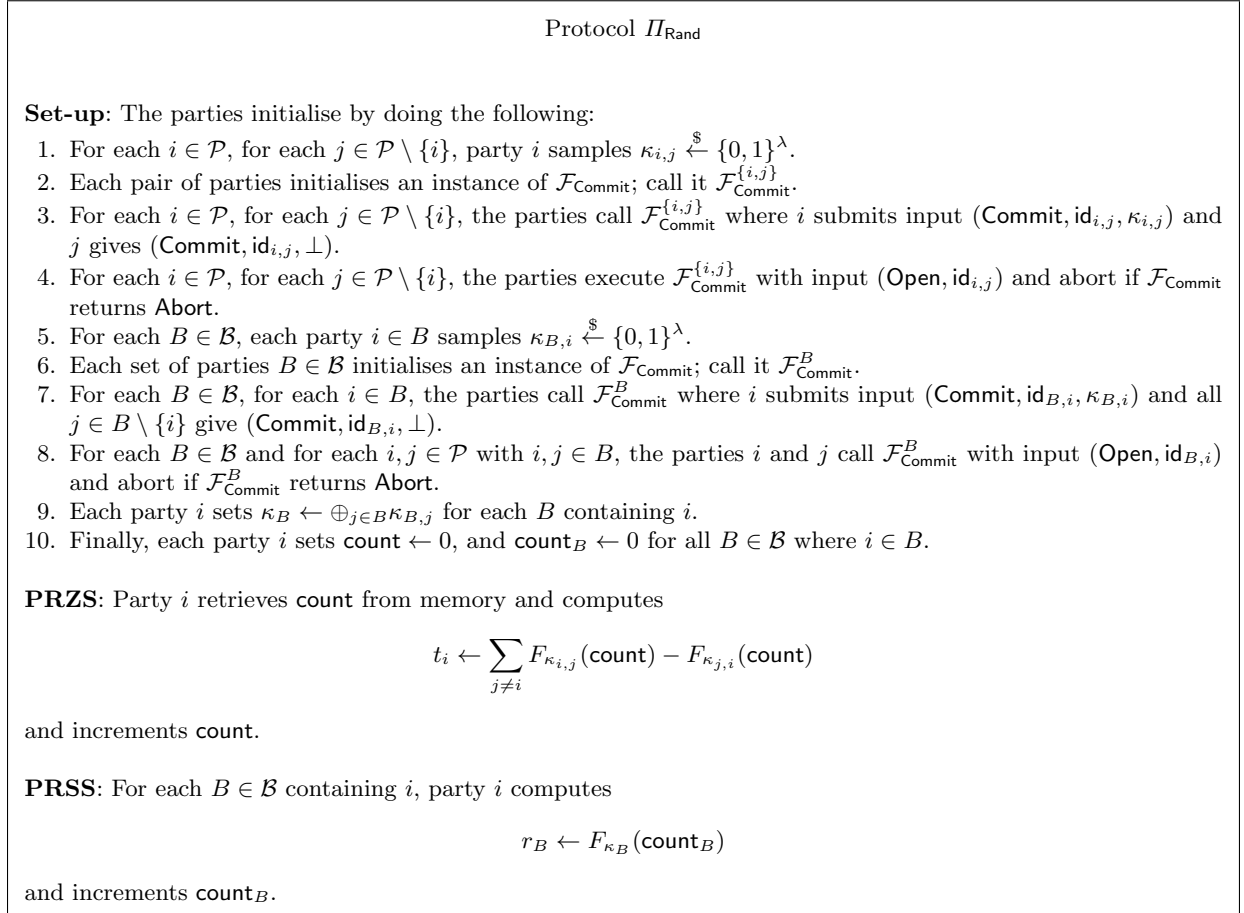 Protocol Π_Rand
Set-up: The parties initialise by doing the following:
1. For each i ∈ P, for each j ∈ P \ {i}, party i samples κ_{i,j} ←$ {0, 1}^λ.
2. Each pair of parties initialises an instance of F_Commit; call it F_Commit^{i,j}.
3. For each i ∈ P, for each j ∈ P \ {i}, the parties call F_Commit^{i,j} where i submits input (Commit, id_{i,j}, κ_{i,j}) and
j gives (Commit, id_{i,j}, ⊥).
4. For each i ∈ P, for each j ∈ P \ {i}, the parties execute F_Commit^{i,j} with input (Open, id_{i,j}) and abort if F_Commit
returns Abort.
5. For each B ∈ B, each party i ∈ B samples κ_{B,i} ←$ {0, 1}^λ.
6. Each set of parties B ∈ B initialises an instance of F_Commit; call it F_Commit^B.
7. For each B ∈ B, for each i ∈ B, the parties call F_Commit^B where i submits input (Commit, id_{B,i}, κ_{B,i}) and all
j ∈ B \ {i} give (Commit, id_{B,i}, ⊥).
8. For each B ∈ B and for each i, j ∈ P with i, j ∈ B, the parties i and j call F_Commit^B with input (Open, id_{B,i})
and abort if F_Commit^B returns Abort.
9. Each party i sets κ_B ← ⊕_{j∈B} κ_{B,j} for each B containing i.
10. Finally, each party i sets count ← 0, and count_B ← 0 for all B ∈ B where i ∈ B.
PRZS: Party i retrieves count from memory and computes
t_i ← ∑_{j≠i} F_{κ_{i,j}}(count) − F_{κ_{j,i}}(count)
and increments count.
PRSS: For each B ∈ B containing i, party i computes
r_B ← F_{κ_B}(count_B)
and increments count_B.